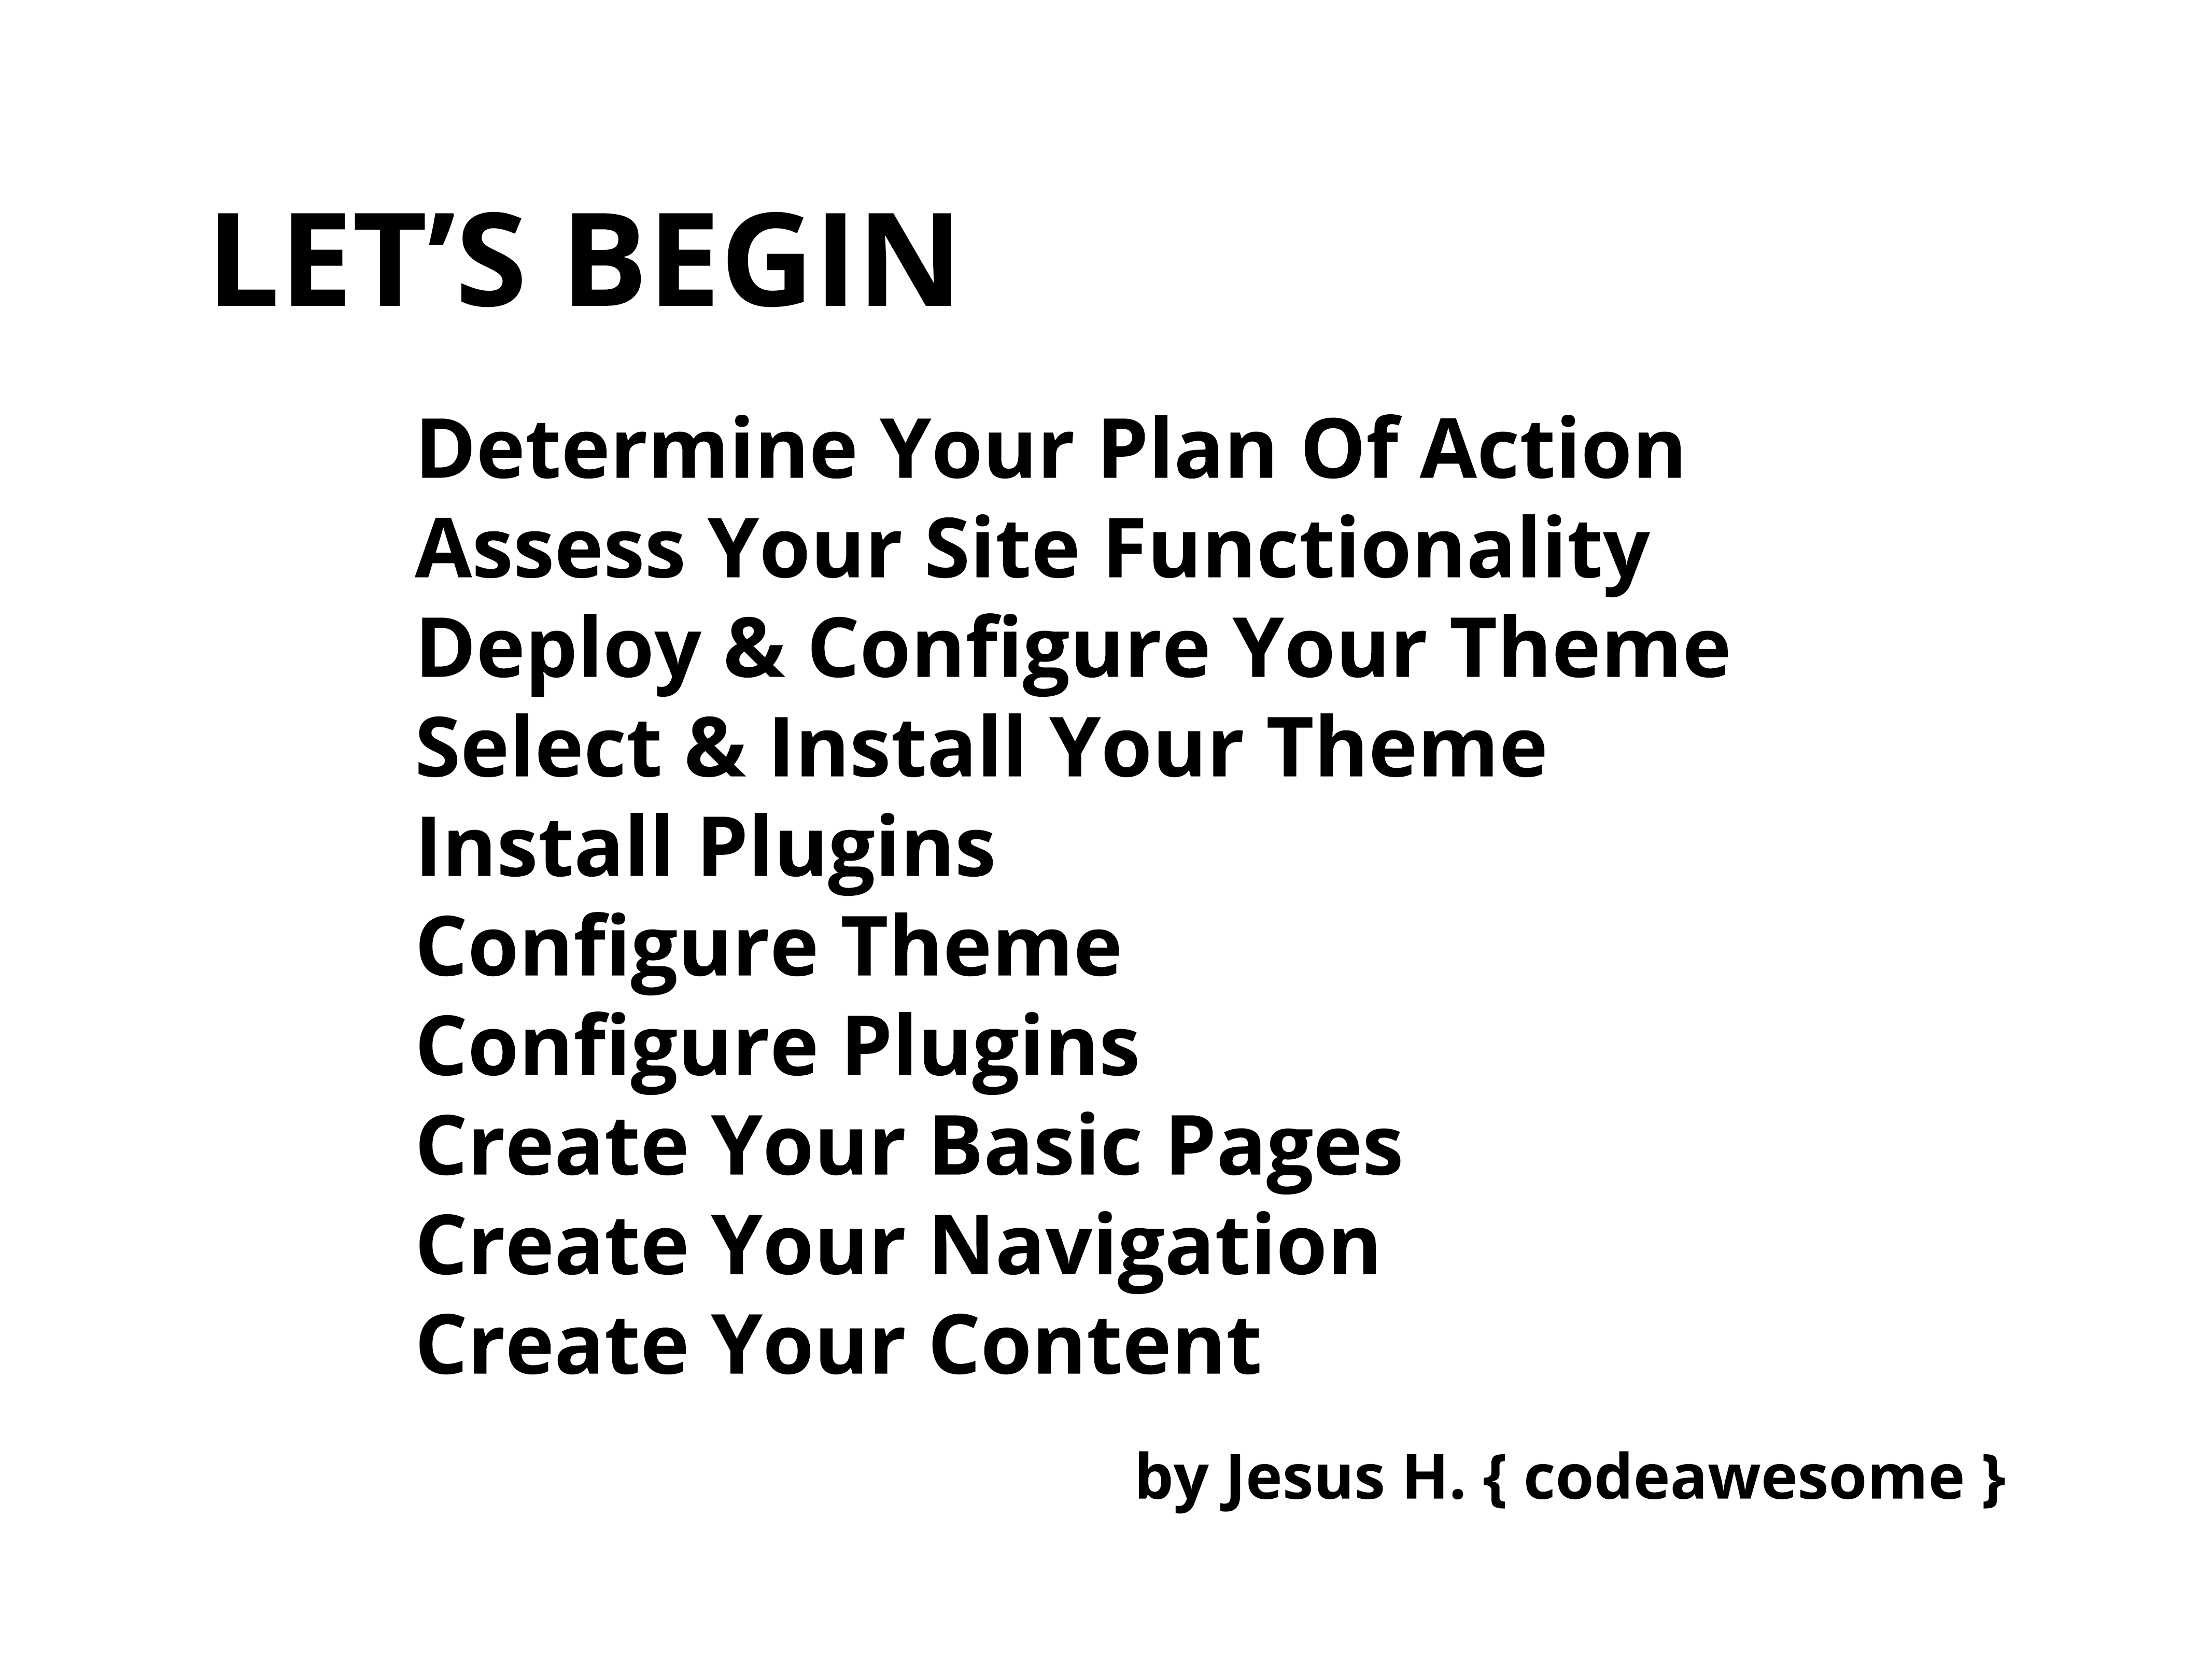 LET’S BEGIN
Determine Your Plan Of Action
Assess Your Site Functionality
Deploy & Configure Your Theme
Select & Install Your Theme
Install Plugins
Configure Theme
Configure Plugins
Create Your Basic Pages
Create Your Navigation
Create Your Content
by Jesus H. { codeawesome }